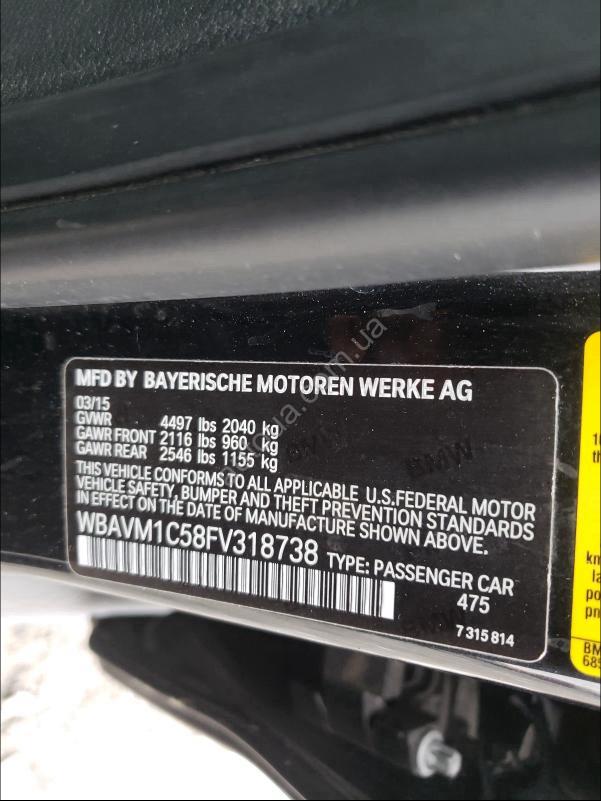 MFD BY BAYERISCHE MOTOREN WERKE AG
03/15
GVWR 4497 lbs 2040 kg
GAWR FRONT 2116 lbs 960 kg
GAWR REAR 2546 lbs 1155 kg
THIS VEHICLE CONFORMS TO ALL APPLICABLE U.S.FEDERAL MOTOR
VEHICLE SAFETY, BUMPER AND THEFT PREVENTION STANDARDS
IN EFFECT ON THE DATE OF MANUFACTURE SHOWN ABOVE.
WBAVM1C58FV318738 TYPE: PASSENGER CAR
475
7 315 814
BMW